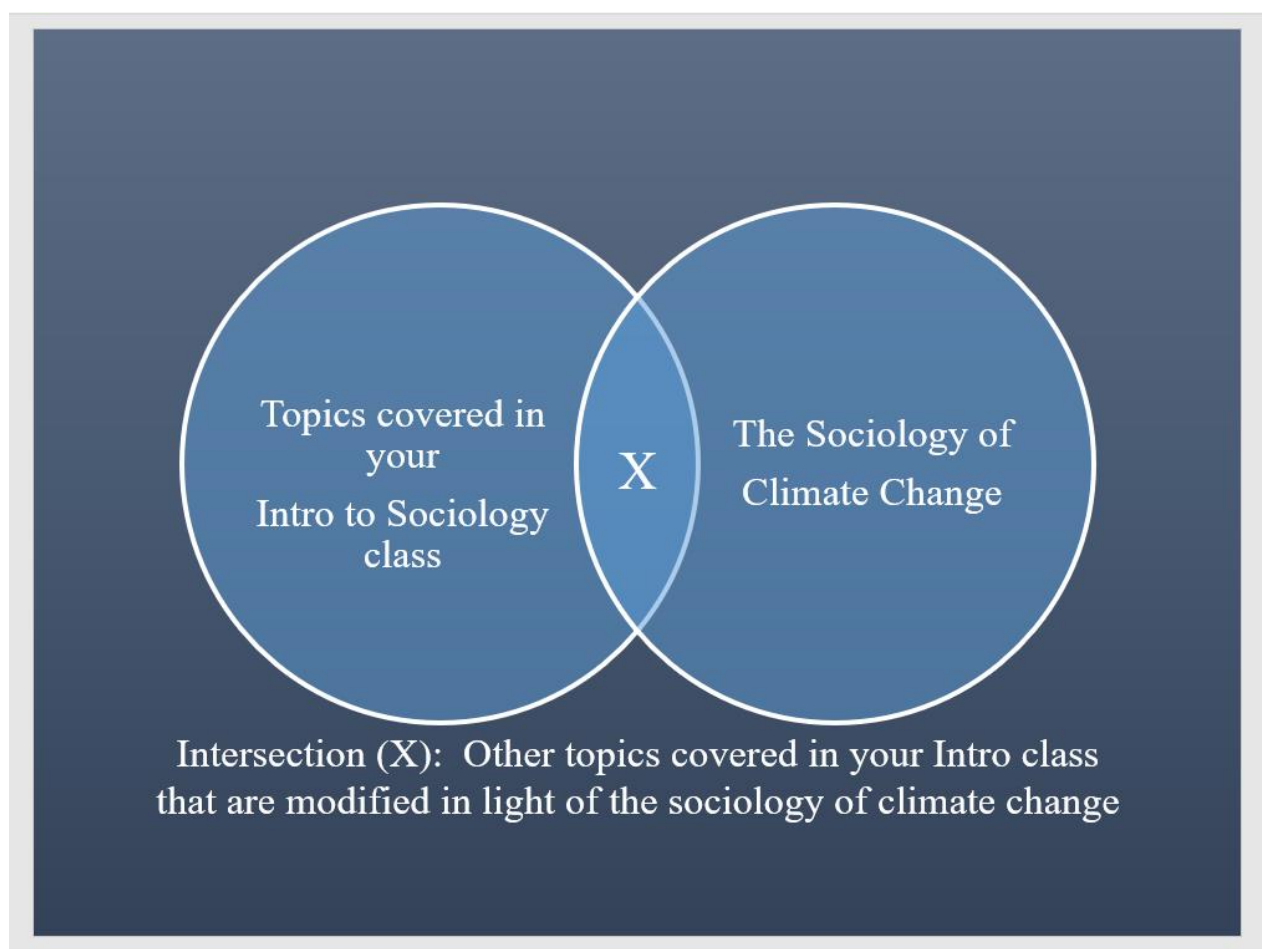 Topics covered in
your
Intro to Sociology
class
X
The Sociology of
Climate Change
Intersection (X):  Other topics covered in your Intro class
that are modified in light of the sociology of climate change